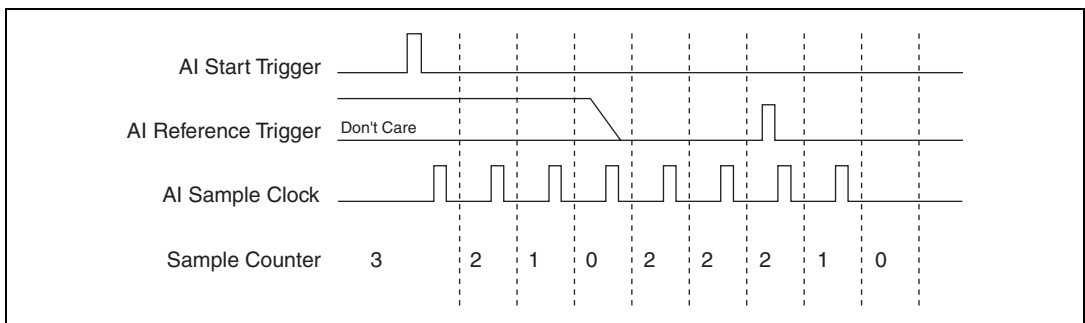 AI Start Trigger
AI Reference Trigger
Don't Care
AI Sample Clock
Sample Counter 3 2 1 0 2 2 2 1 0